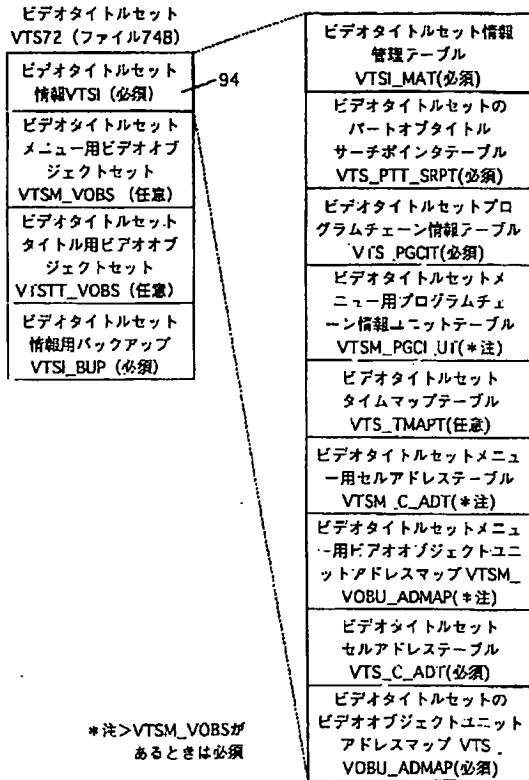 ビデオタイトルセット
VTS72(ファイル74B)
ビデオタイトルセット
情報VTSI(必須)
94
ビデオタイトルセット
メニュー用ビデオオブ
ジェクトセット
VTSM_VOBS(任意)
ビデオタイトルセット
タイトル用ビデオオブ
ジェクトセット
VTSTT_VOBS(任意)
ビデオタイトルセット
情報用バックアップ
VTSI_BUP(必須)
ビデオタイトルセット情報
管理テーブル
VTSI_MAT(必須)
ビデオタイトルセットの
パートオブタイトル
サーチポインタテーブル
VTS_PTT_SRPT(必須)
ビデオタイトルセットプロ
グラムチェーン情報テーブル
VTS_PGCIT(必須)
ビデオタイトルセットメ
ニュー用プログラムチェ
ーン情報ユニットテーブル
VTSM_PGCI_UT(*注)
ビデオタイトルセット
タイムマップテーブル
VTS_TMAPT(任意)
ビデオタイトルセットメニュ
ー用セルアドレステーブル
VTSM_C_ADT(*注)
ビデオタイトルセットメニュ
ー用ビデオオブジェクトユニ
ットアドレスマップ VTSM_
VOBU_ADMAP(*注)
ビデオタイトルセット
セルアドレステーブル
VTS_C_ADT(必須)
ビデオタイトルセットの
ビデオオブジェクトユニット
アドレスマップ VTS_
VOBU_ADMAP(必須)
*注>VTSM_VOBSが
あるときは必須